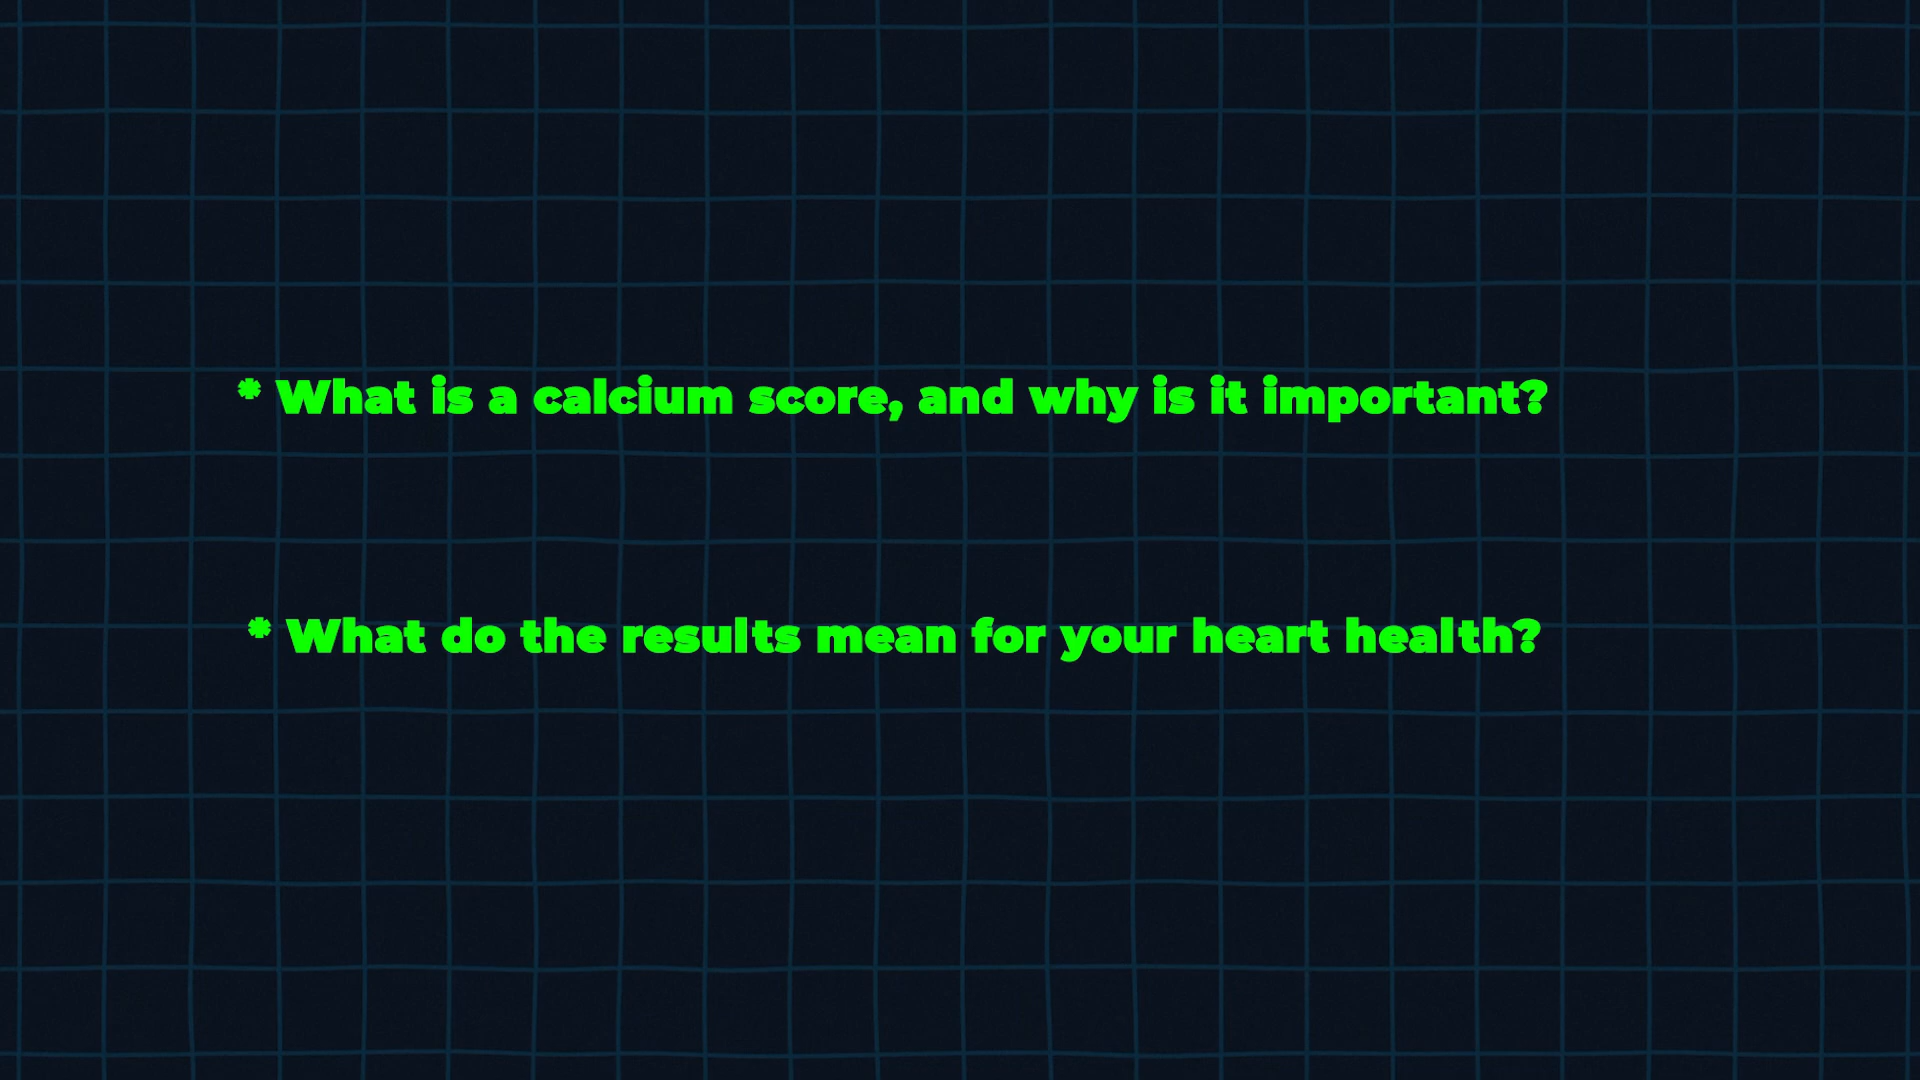 * What is a calcium score, and why is it important?
* What do the results mean for your heart health?